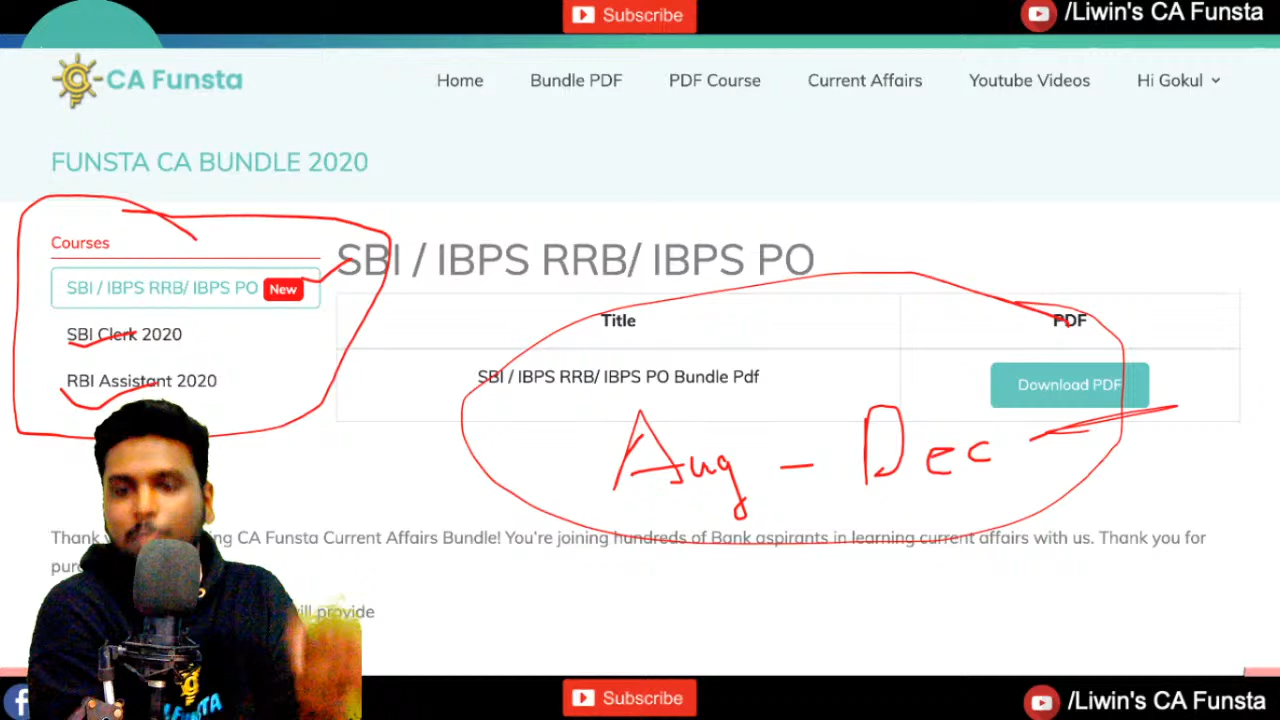 Subscribe
/Liwin's CA Funsta
CA Funsta
Home
Bundle PDF
PDF Course
Current Affairs
Youtube Videos
Hi Gokul
FUNSTA CA BUNDLE 2020
Courses
SBI / IBPS RRB/ IBPS PO New
SBI Clerk 2020
RBI Assistant 2020
SBI / IBPS RRB/ IBPS PO
Title
PDF
SBI / IBPS RRB/ IBPS PO Bundle Pdf
Download PDF
Aug - Dec
Thank CA Funsta Current Affairs Bundle! You're joining hundreds of Bank aspirants in learning current affairs with us. Thank you for
provide
FUNSTA
Subscribe
/Liwin's CA Funsta